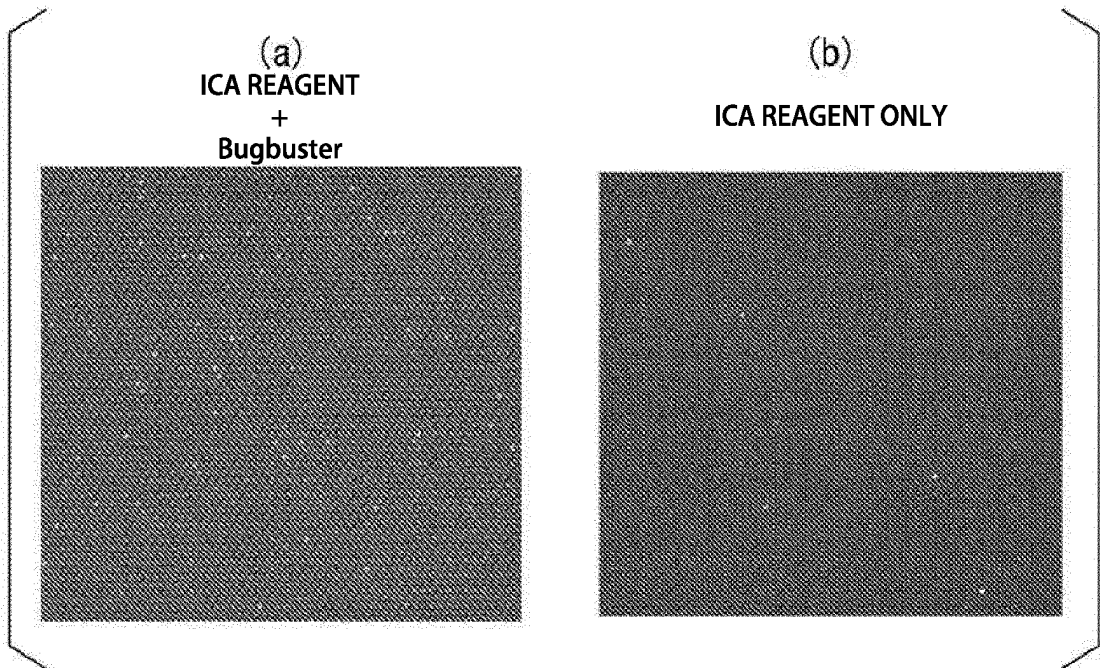 (a)
ICA REAGENT
+
Bugbuster
(b)
ICA REAGENT ONLY